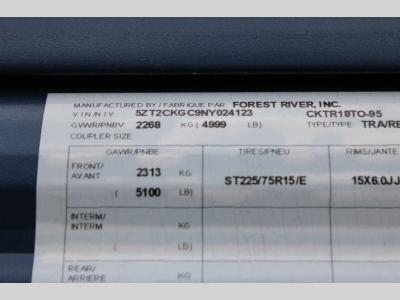 MANUFACTURED BY / FABRIQUE PAR FOREST RIVER, INC.
V.I.N./N.I.V. 5ZT2CKGC9NY024123 CKTR18TO-95
GVWR/PNBV 2268 KG ( 4999 LB) TYPE/TYPE TRA/RE
COUPLER SIZE
GAWR/PNBE TIRES/PNEU RIMS/JANTE
FRONT/
AVANT 2313 KG
ST225/75R15/E 15X6.0JJ
( 5100 LB)
INTERM/
INTERM KG
( LB)
REAR/
ARRIERE KG